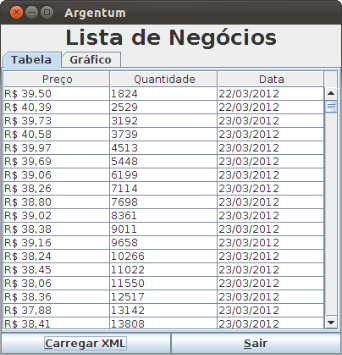 Argentum
Lista de Negócios
Tabela Gráfico
Preço Quantidade Data
R$ 39,50 1824 22/03/2012
R$ 40,39 2529 22/03/2012
R$ 39,73 3192 23/03/2012
R$ 40,58 3739 23/03/2012
R$ 39,97 4513 23/03/2012
R$ 39,69 5448 23/03/2012
R$ 39,06 6199 23/03/2012
R$ 38,26 7114 23/03/2012
R$ 38,80 7698 23/03/2012
R$ 39,02 8361 23/03/2012
R$ 38,38 9011 23/03/2012
R$ 39,16 9658 23/03/2012
R$ 38,24 10266 23/03/2012
R$ 38,45 11022 23/03/2012
R$ 38,06 11550 23/03/2012
R$ 38,36 12517 23/03/2012
R$ 37,88 13142 23/03/2012
R$ 38,41 13808 23/03/2012
Carregar XML Sair